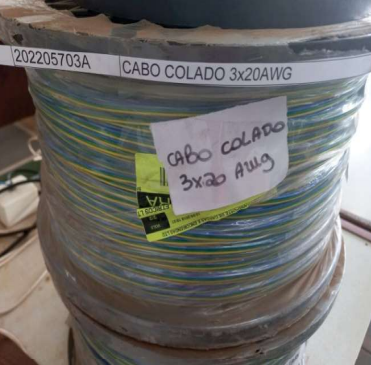 202205703A
CABO COLADO 3x20AWG
CABO COLADO
3x20 AWG